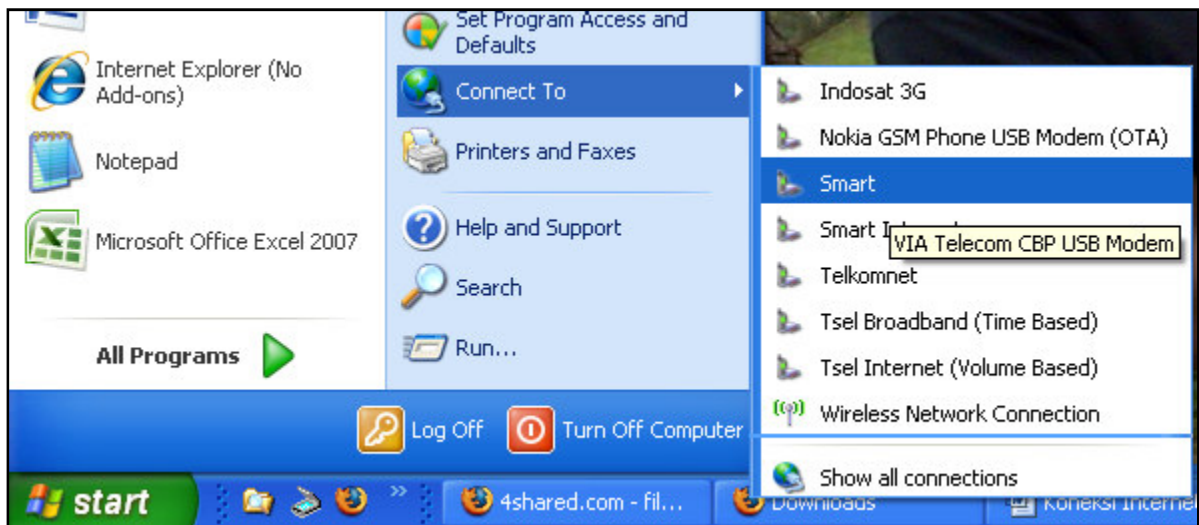 Set Program Access and
Defaults
Internet Explorer (No
Add-ons)
Connect To
Indosat 3G
Nokia GSM Phone USB Modem (OTA)
Notepad
Printers and Faxes
Smart
Microsoft Office Excel 2007
Help and Support
Smart
VIA Telecom CBP USB Modem
Search
Telkomnet
Tsel Broadband (Time Based)
All Programs
Run...
Tsel Internet (Volume Based)
Wireless Network Connection
Log Off
Turn Off Computer
Show all connections
start
»
4shared.com - fil...
Downloads
Koneksi Interne